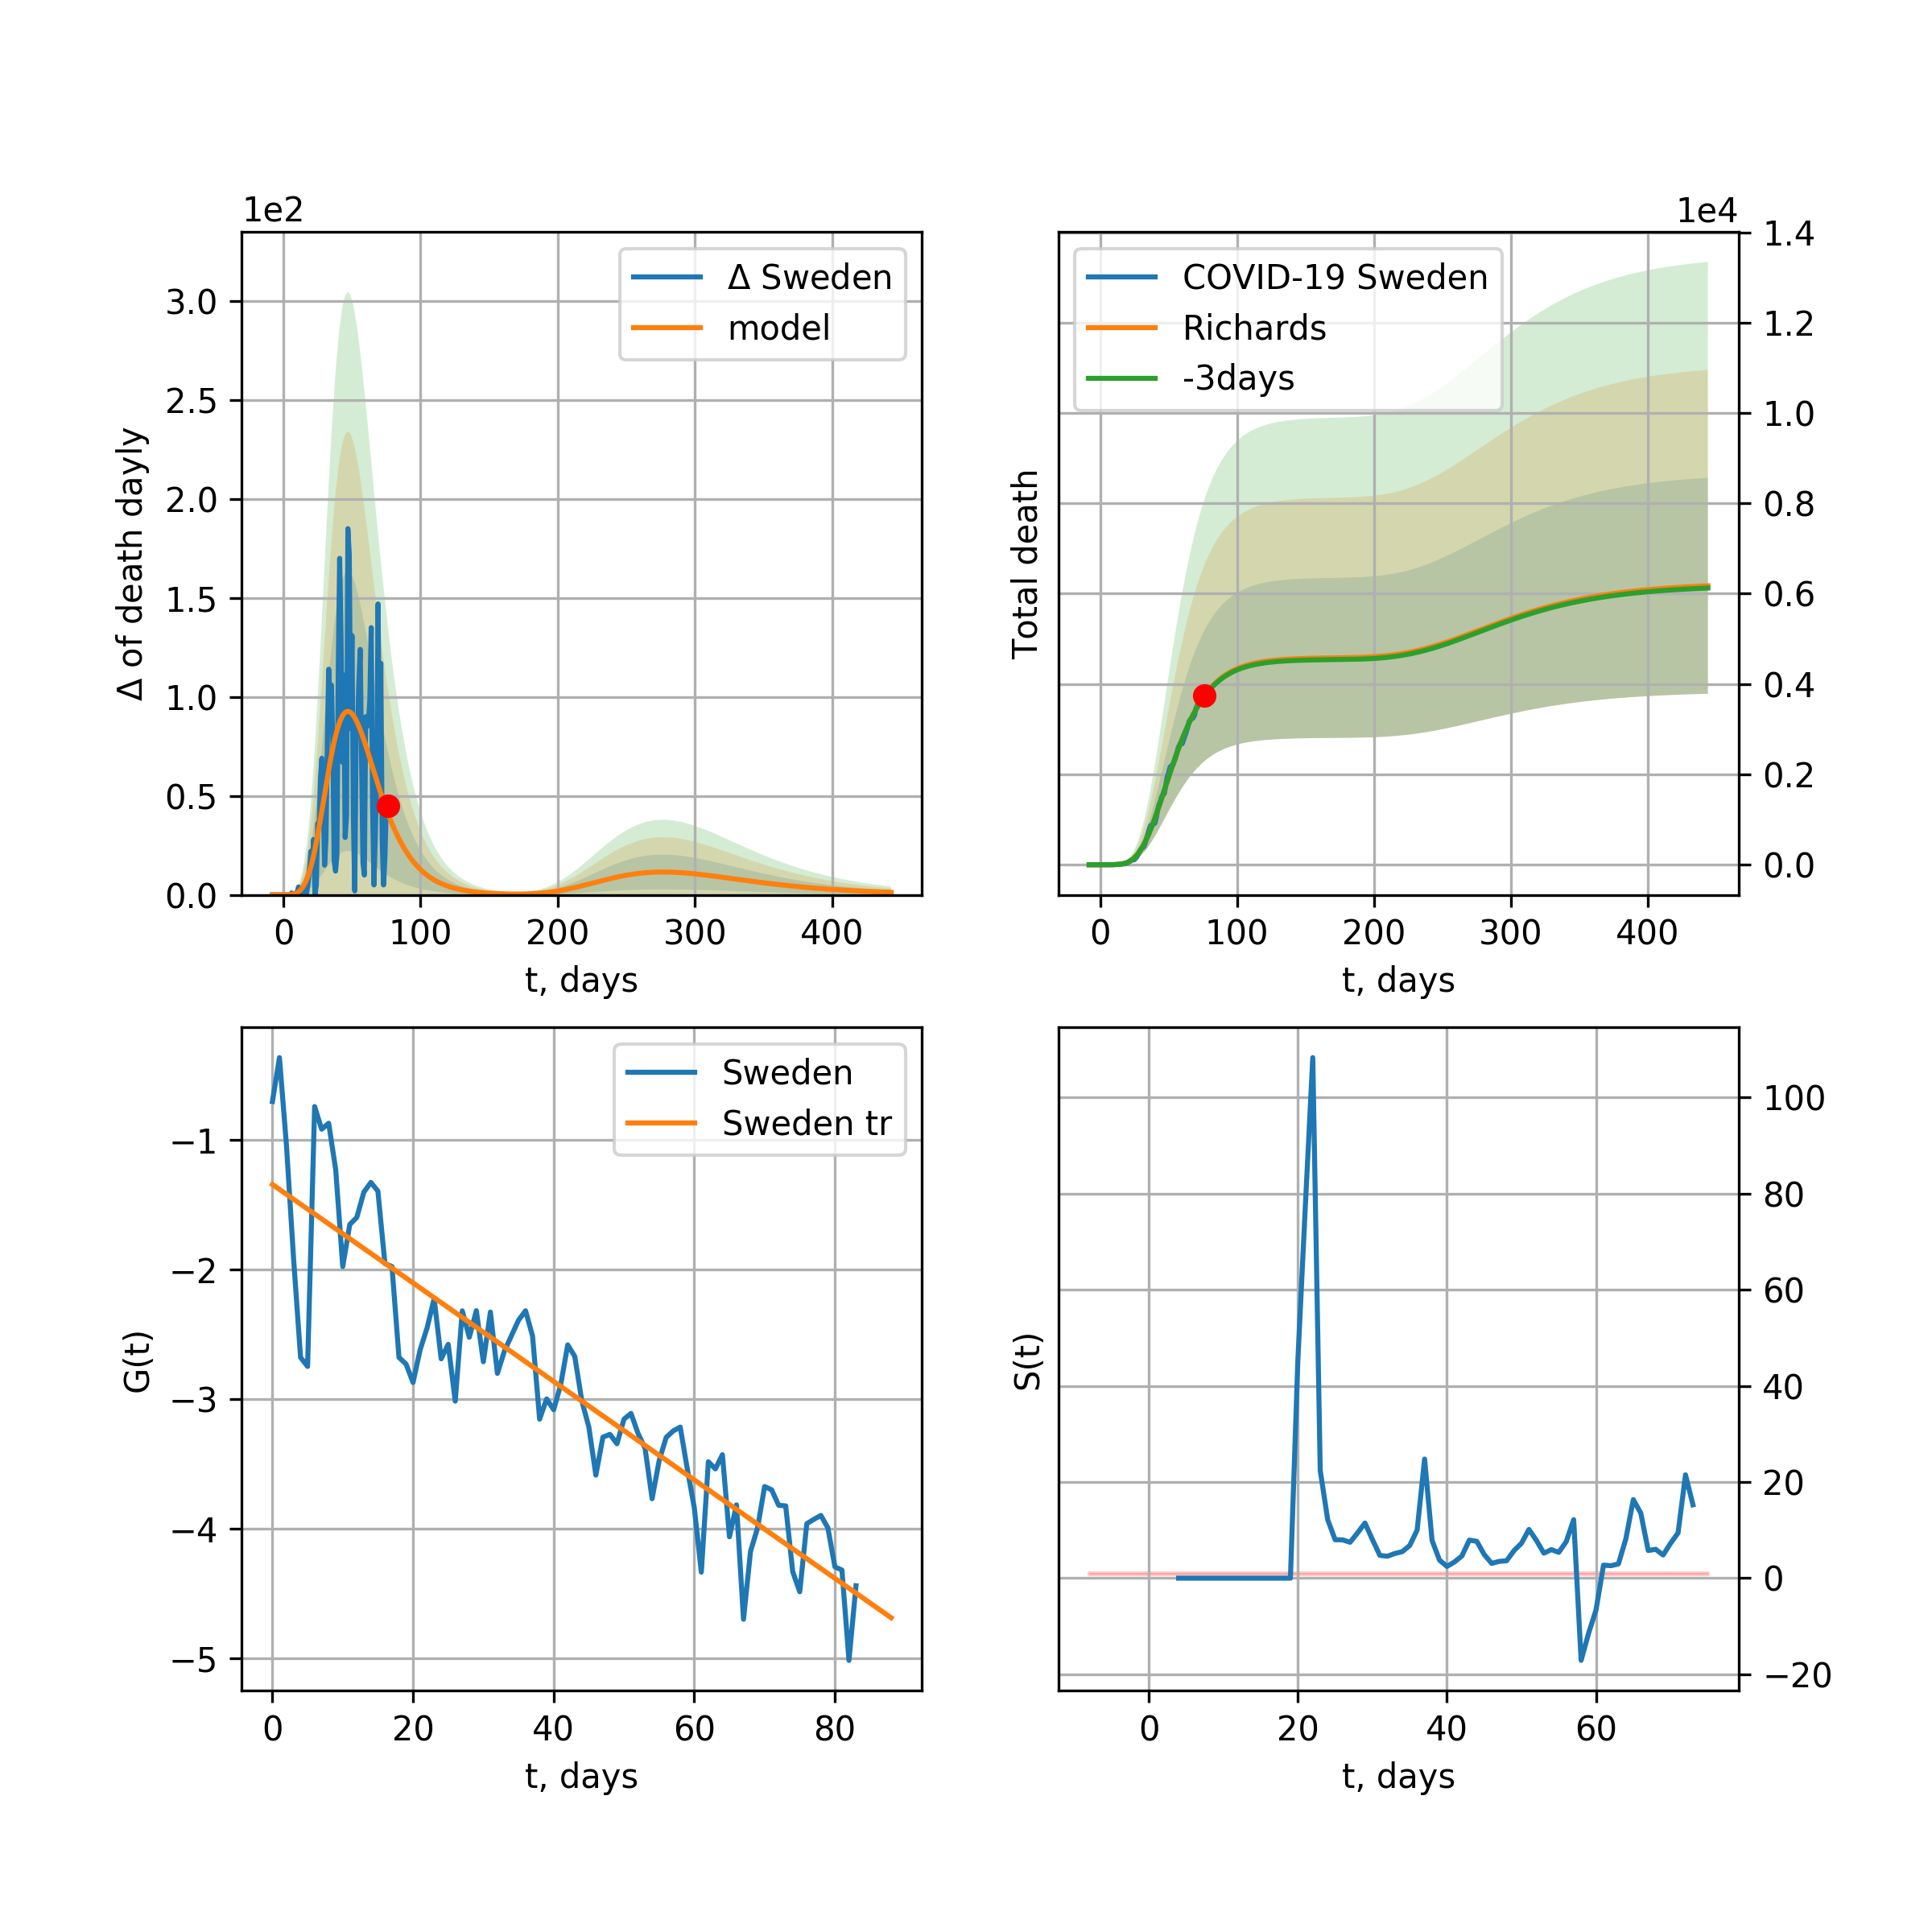 1e2
Δ of death dayly
3.0
2.5
2.0
1.5
1.0
0.5
0.0
0 100 200 300 400
t, days
Δ Sweden
model
1e4
Total death
1.4
1.2
1.0
0.8
0.6
0.4
0.2
0.0
0 100 200 300 400
t, days
COVID-19 Sweden
Richards
-3days
G(t)
−1
−2
−3
−4
−5
0 20 40 60 80
t, days
Sweden
Sweden tr
S(t)
100
80
60
40
20
0
−20
0 20 40 60
t, days